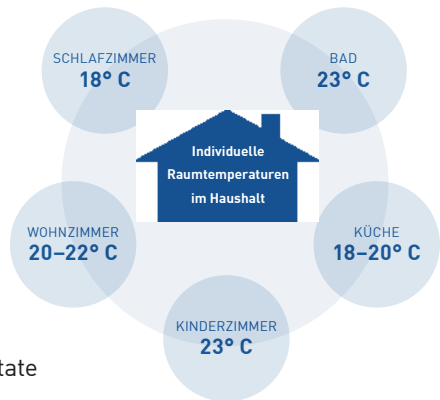 SCHLAFZIMMER
18° C
BAD
23° C
Individuelle
Raumtemperaturen
im Haushalt
WOHNZIMMER
20–22° C
KÜCHE
18–20° C
KINDERZIMMER
23° C
tate